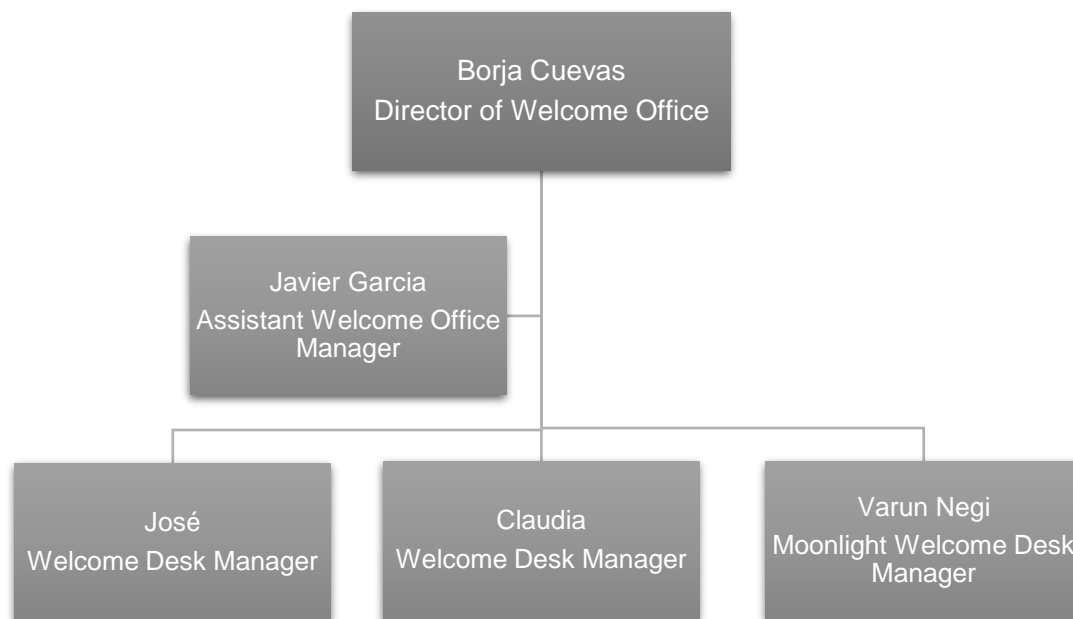 Borja Cuevas
Director of Welcome Office
Javier Garcia
Assistant Welcome Office
Manager
José
Welcome Desk Manager
Claudia
Welcome Desk Manager
Varun Negi
Moonlight Welcome Desk
Manager